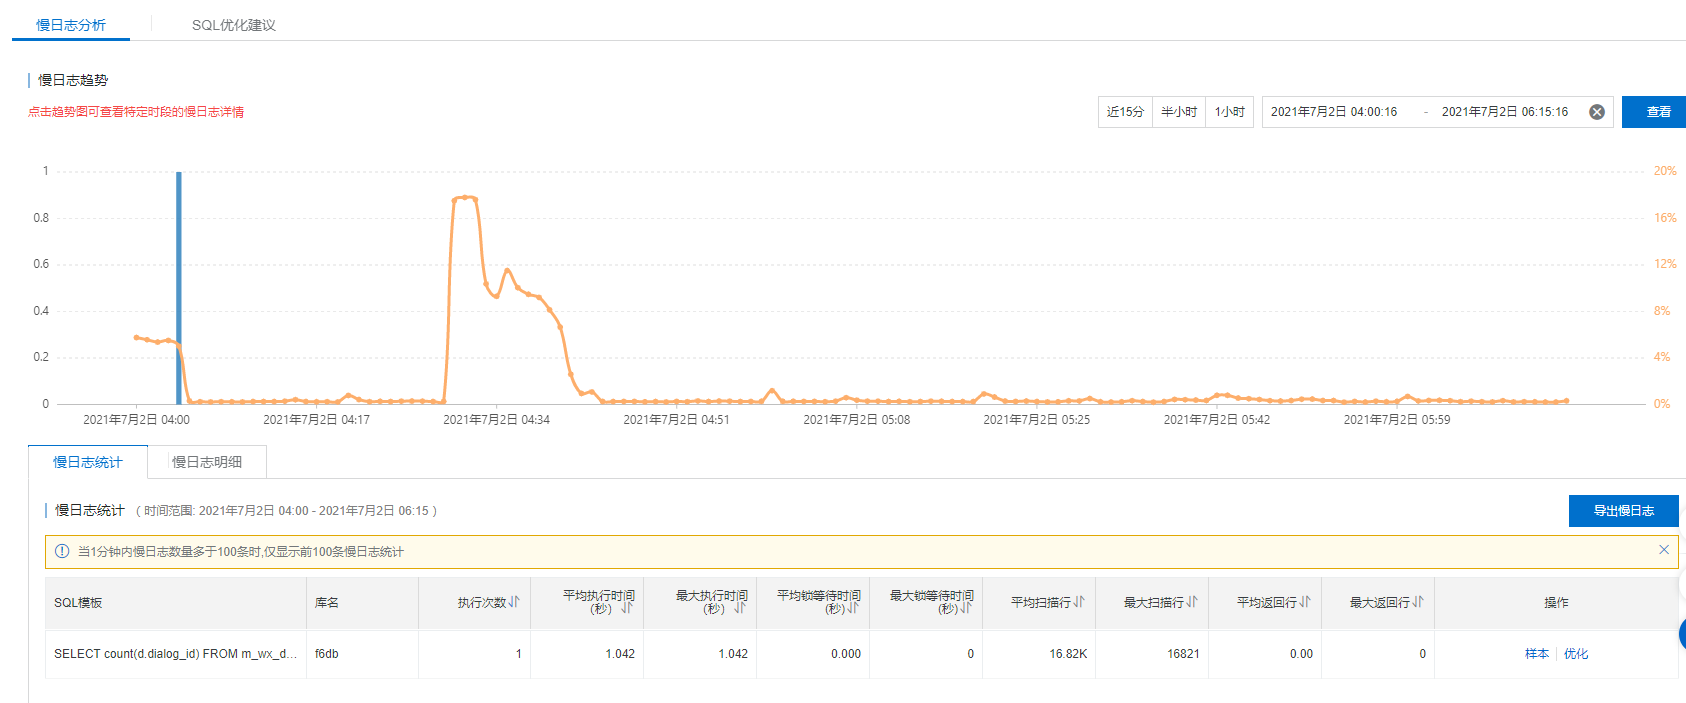 慢日志分析 SQL优化建议
慢日志趋势
点击趋势图可查看特定时段的慢日志详情
近15分 半小时 1小时 2021年7月2日 04:00:16 - 2021年7月2日 06:15:16 查看
1 20%
0.8 16%
0.6 12%
0.4 8%
0.2 4%
0 0%
2021年7月2日 04:00 2021年7月2日 04:17 2021年7月2日 04:34 2021年7月2日 04:51 2021年7月2日 05:08 2021年7月2日 05:25 2021年7月2日 05:42 2021年7月2日 05:59
慢日志统计 慢日志明细
慢日志统计 ( 时间范围: 2021年7月2日 04:00 - 2021年7月2日 06:15 ) 导出慢日志
当1分钟内慢日志数量多于100条时,仅显示前100条慢日志统计
SQL模板 库名 执行次数 平均执行时间(秒) 最大执行时间(秒) 平均锁等待时间(秒) 最大锁等待时间(秒) 平均扫描行 最大扫描行 平均返回行 最大返回行 操作
SELECT count(d.dialog_id) FROM m_wx_d... f6db 1 1.042 1.042 0.000 0 16.82K 16821 0.00 0 样本 优化